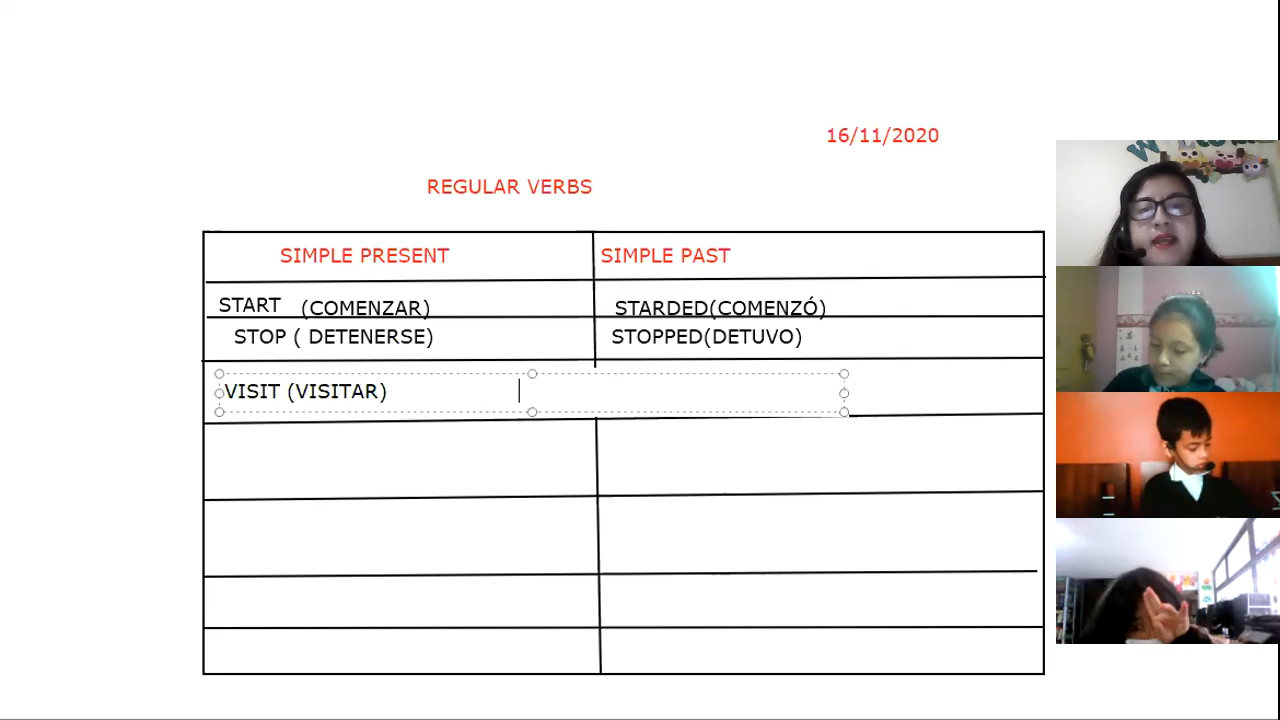 16/11/2020
REGULAR VERBS
SIMPLE PRESENT SIMPLE PAST
START (COMENZAR) STARDED(COMENZÓ)
STOP ( DETENERSE) STOPPED(DETUVO)
VISIT (VISITAR)